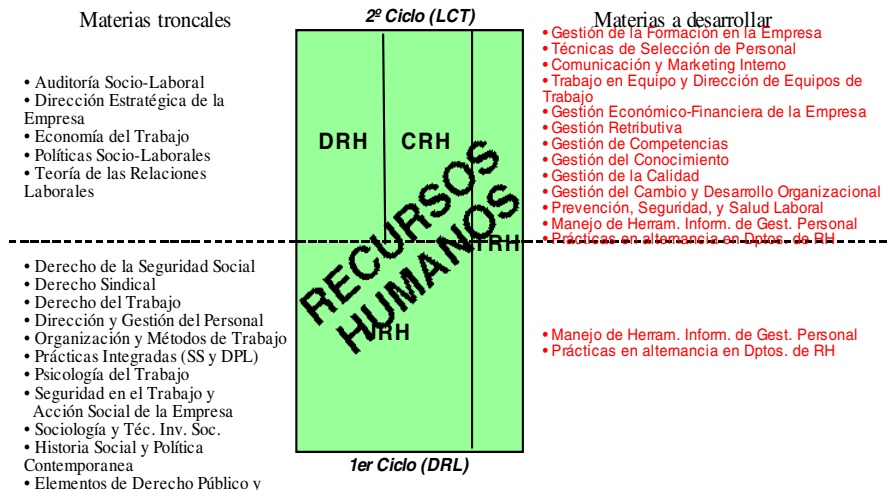 Materias troncales
• Auditoría Socio-Laboral
• Dirección Estratégica de la
Empresa
• Economía del Trabajo
• Políticas Socio-Laborales
• Teoría de las Relaciones
Laborales
• Derecho de la Seguridad Social
• Derecho Sindical
• Derecho del Trabajo
• Dirección y Gestión del Personal
• Organización y Métodos de Trabajo
• Prácticas Integradas (SS y DPL)
• Psicología del Trabajo
• Seguridad en el Trabajo y
Acción Social de la Empresa
• Sociología y Téc. Inv. Soc.
• Historia Social y Política
Contemporanea
• Elementos de Derecho Público y
2º Ciclo (LCT)
DRH
CRH
TRH
RECURSOS
HUMANOS
RH
1er Ciclo (DRL)
Materias a desarrollar
• Gestión de la Formación en la Empresa
• Técnicas de Selección de Personal
• Comunicación y Marketing Interno
• Trabajo en Equipo y Dirección de Equipos de
Trabajo
• Gestión Económico-Financiera de la Empresa
• Gestión Retributiva
• Gestión de Competencias
• Gestión del Conocimiento
• Gestión de la Calidad
• Gestión del Cambio y Desarrollo Organizacional
• Prevención, Seguridad, y Salud Laboral
• Manejo de Herram. Inform. de Gest. Personal
• Prácticas en alternancia en Dptos. de RH
• Manejo de Herram. Inform. de Gest. Personal
• Prácticas en alternancia en Dptos. de RH